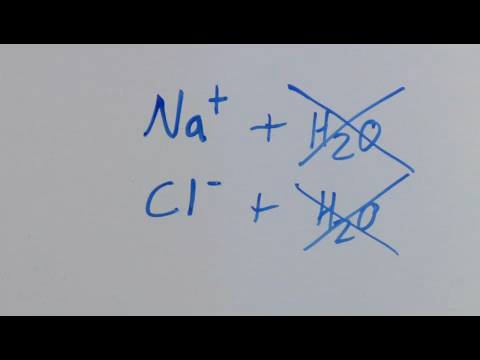 Na⁺ + H₂O
Cl⁻ + H₂O